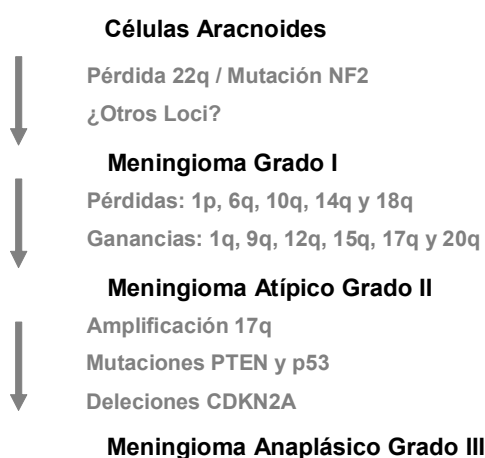 Células Aracnoides
Pérdida 22q / Mutación NF2
¿Otros Loci?
Meningioma Grado I
Pérdidas: 1p, 6q, 10q, 14q y 18q
Ganancias: 1q, 9q, 12q, 15q, 17q y 20q
Meningioma Atípico Grado II
Amplificación 17q
Mutaciones PTEN y p53
Deleciones CDKN2A
Meningioma Anaplásico Grado III